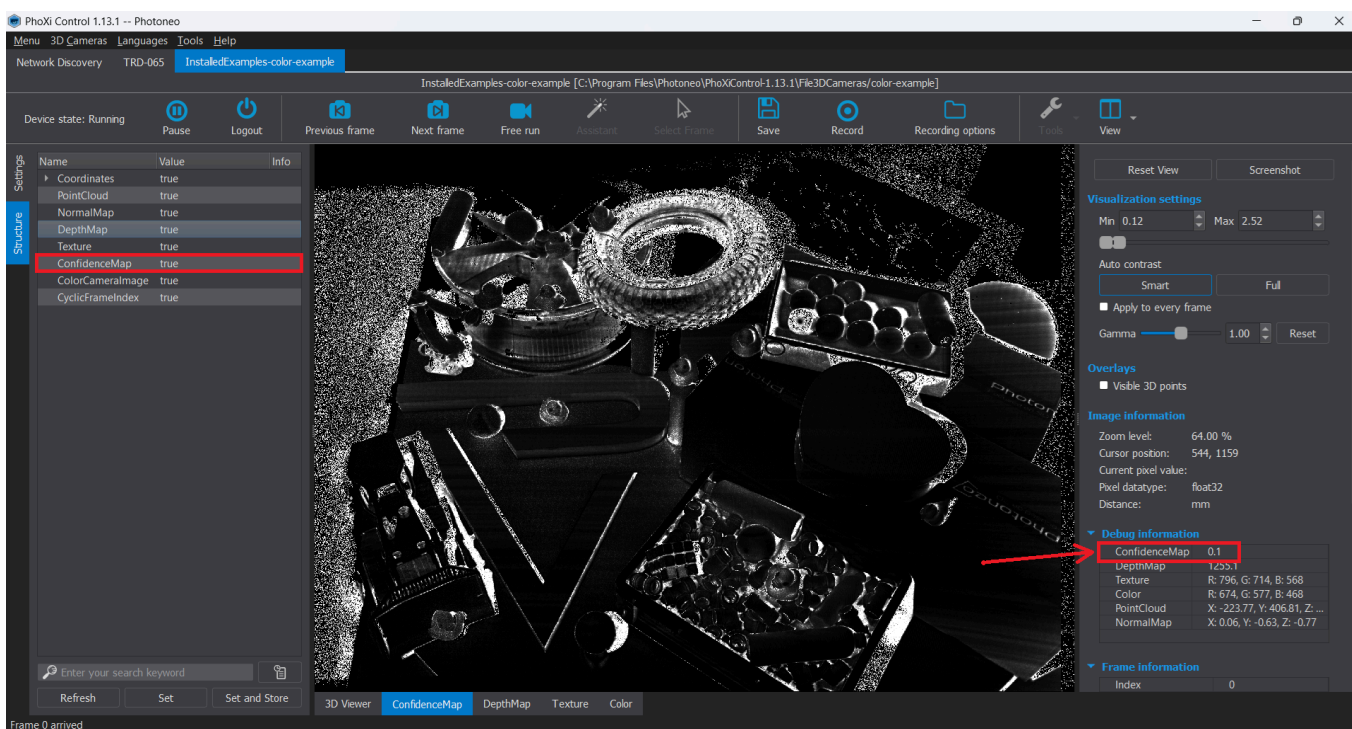 PhoXi Control 1.13.1 -- Photoneo
Menu 3D Cameras Languages Tools Help
Network Discovery TRD-065 InstalledExamples-color-example
InstalledExamples-color-example [C:\Program Files\Photoneo\PhoXiControl-1.13.1\File3DCameras/color-example]
Device state: Running Pause Logout Previous frame Next frame Free run Assistant Select Frame Save Record Recording options Tools View
Settings
Structure
Name Value Info
Coordinates true
PointCloud true
NormalMap true
DepthMap true
Texture true
ConfidenceMap true
ColorCameraImage true
CyclicFrameIndex true
Enter your search keyword
Refresh Set Set and Store
Photon
Photoneo
Photoneo
3D Viewer ConfidenceMap DepthMap Texture Color
Reset View Screenshot
Visualization settings
Min 0.12 Max 2.52
Auto contrast
Smart Full
Apply to every frame
Gamma 1.00 Reset
Overlays
Visible 3D points
Image information
Zoom level: 64.00 %
Cursor position: 544, 1159
Current pixel value:
Pixel datatype: float32
Distance: mm
Debug information
ConfidenceMap 0.1
DepthMap 1255.1
Texture R: 796, G: 714, B: 568
Color R: 674, G: 577, B: 468
PointCloud X: -223.77, Y: 406.81, Z: ...
NormalMap X: 0.06, Y: -0.63, Z: -0.77
Frame information
Index 0
Frame 0 arrived